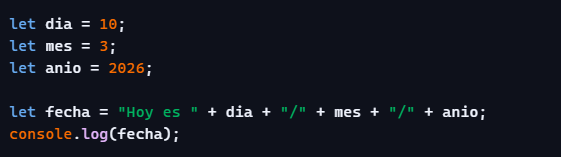 let dia = 10;
let mes = 3;
let anio = 2026;
let fecha = "Hoy es " + dia + "/" + mes + "/" + anio;
console.log(fecha);